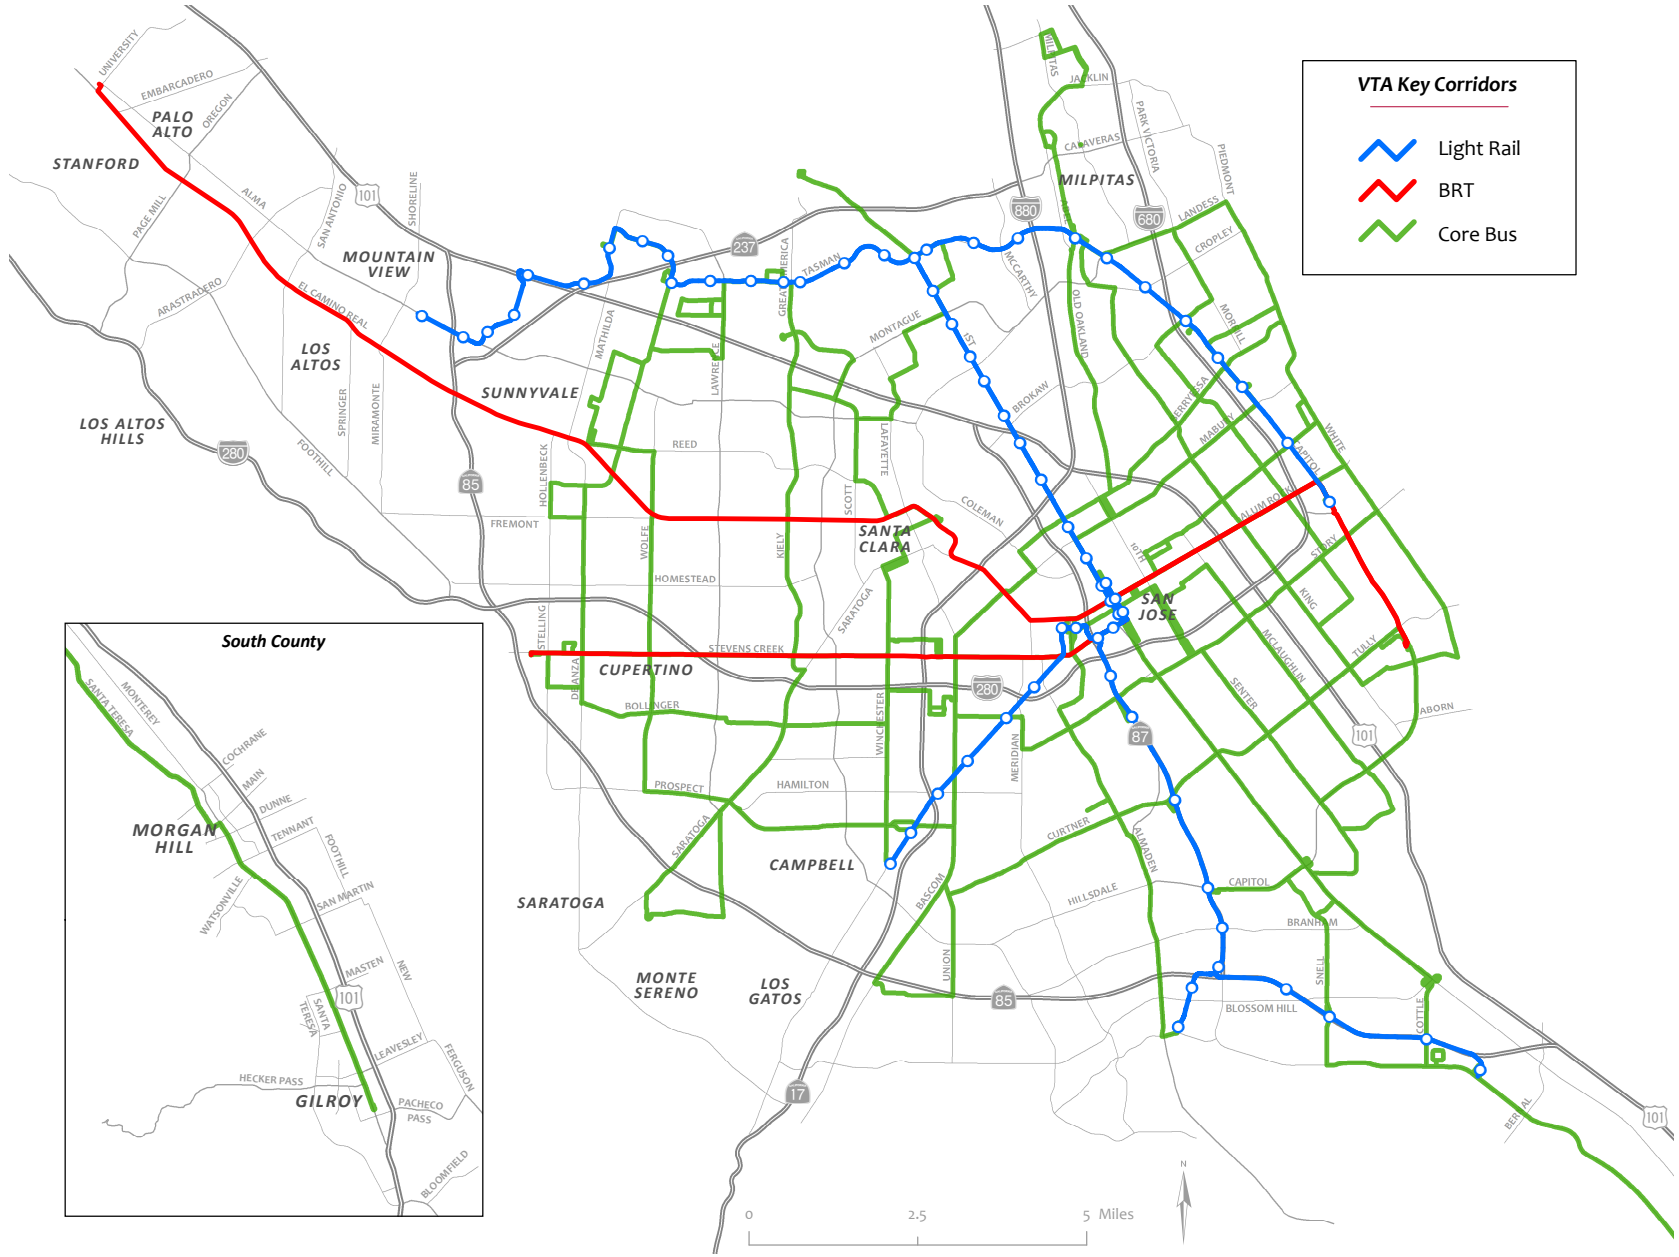 VTA Key Corridors
Light Rail
BRT
Core Bus
UNIVERSITY
EMBARCADERO
OREGON
PALO
ALTO
STANFORD
PAGE MILL
ALMA
SAN ANTONIO
SHORELINE
101
ARASTRADERO
MOUNTAIN
VIEW
EL CAMINO REAL
LOS
ALTOS
LOS ALTOS
HILLS
280
SPRINGER
MIRAMONTE
FOOTHILL
SUNNYVALE
85
MATHILDA
LAWRENCE
237
GREAT AMERICA
TASMAN
MONTAGUE
1ST
BROKAW
MCCARTHY
880
MILPITAS
JACKLIN
CALAVERAS
PARK VICTORIA
PIEDMONT
MILPITAS
ABEL
680
LANDESS
CROPLEY
OLD OAKLAND
MORRILL
BERRYESSA
MABURY
WHITE
CAPITOL
ALUM ROCK
STORY
HOLLENBECK
REED
LAFAYETTE
SCOTT
COLEMAN
FREMONT
WOLFE
KIELY
SANTA
CLARA
HOMESTEAD
SARATOGA
10TH
SAN
JOSE
KING
MCLAUGHLIN
TULLY
STELLING
STEVENS CREEK
CUPERTINO
DE ANZA
BOLLINGER
280
WINCHESTER
MERIDIAN
SENTER
ABORN
101
87
PROSPECT
HAMILTON
SARATOGA
CAMPBELL
CURTNER
ALMADEN
SARATOGA
BASCOM
HILLSDALE
CAPITOL
BRANHAM
UNION
SNELL
MONTE
SERENO
LOS
GATOS
85
BLOSSOM HILL
COTTLE
17
BERNAL
101
N
0
2.5
5 Miles
South County
SANTA TERESA
MONTEREY
COCHRANE
MAIN
DUNNE
TENNANT
MORGAN
HILL
FOOTHILL
WATSONVILLE
SAN MARTIN
MASTEN
NEW
101
SANTA
TERESA
LEAVESLEY
FERGUSON
HECKER PASS
GILROY
PACHECO
PASS
BLOOMFIELD